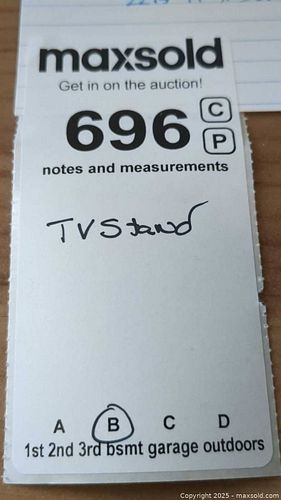 maxsold
Get in on the auction!
696 C
P
notes and measurements
TV Stand
A B C D
1st 2nd 3rd bsmt garage outdoors
Copyright © 2025 - maxsold.com